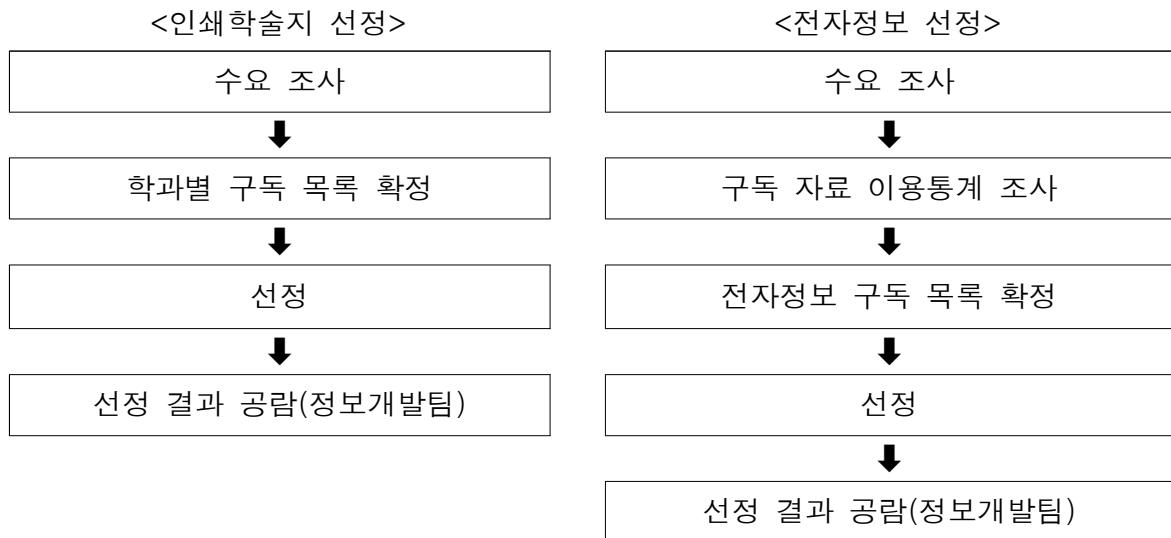 <인쇄학술지 선정>
수요 조사
학과별 구독 목록 확정
선정
선정 결과 공람(정보개발팀)
<전자정보 선정>
수요 조사
구독 자료 이용통계 조사
전자정보 구독 목록 확정
선정
선정 결과 공람(정보개발팀)